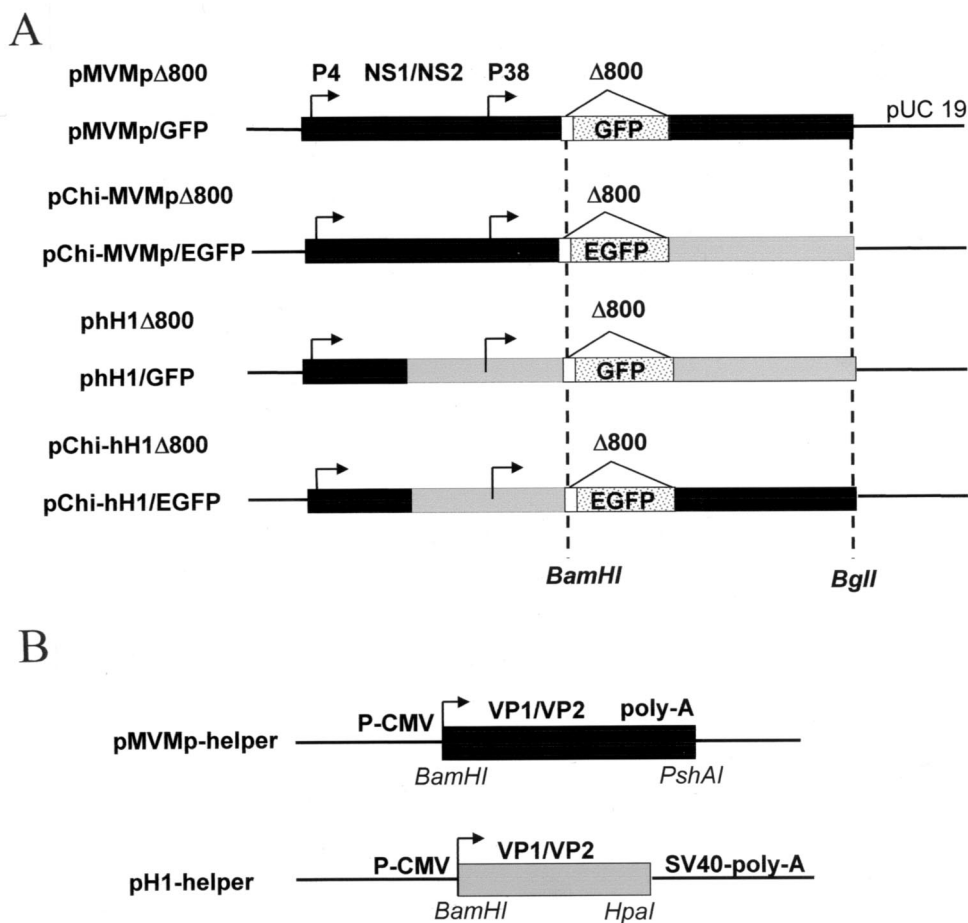 A
pMVMpΔ800 P4 NS1/NS2 P38 Δ800
pUC 19
pMVMp/GFP GFP
pChi-MVMpΔ800 Δ800
pChi-MVMp/EGFP EGFP
phH1Δ800 Δ800
phH1/GFP GFP
pChi-hH1Δ800 Δ800
pChi-hH1/EGFP EGFP
BamHI BglI
B
P-CMV VP1/VP2 poly-A
pMVMp-helper
BamHI PshAI
P-CMV VP1/VP2 SV40-poly-A
pH1-helper
BamHI HpaI